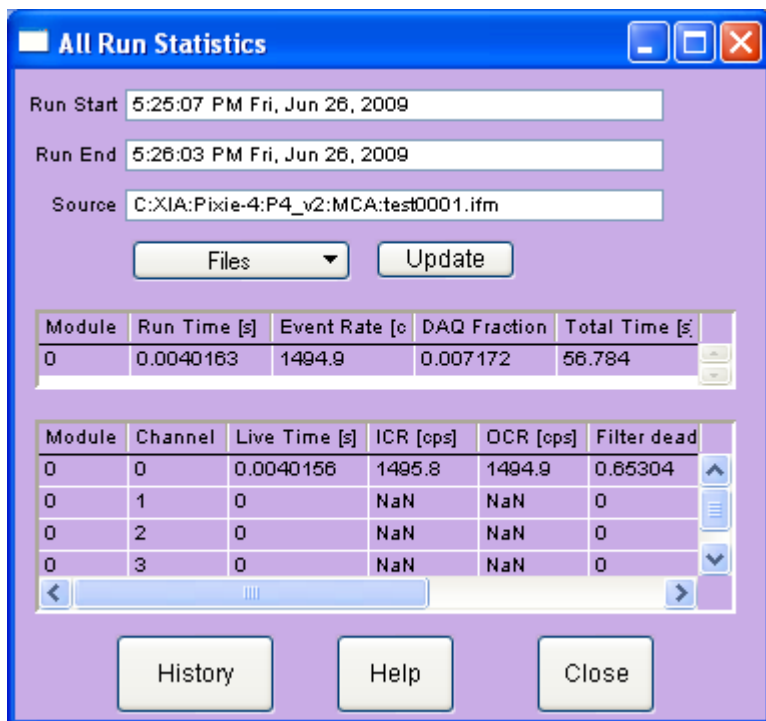 All Run Statistics
Run Start 5:25:07 PM Fri, Jun 26, 2009
Run End 5:26:03 PM Fri, Jun 26, 2009
Source C:XIA:Pixie-4:P4_v2:MCA:test0001.ifm
Files Update
Module Run Time [s] Event Rate [c DAQ Fraction Total Time [s]
0 0.0040163 1494.9 0.007172 56.784
Module Channel Live Time [s] ICR [cps] OCR [cps] Filter dead
0 0 0.0040156 1495.8 1494.9 0.65304
0 1 0 NaN NaN 0
0 2 0 NaN NaN 0
0 3 0 NaN NaN 0
History Help Close